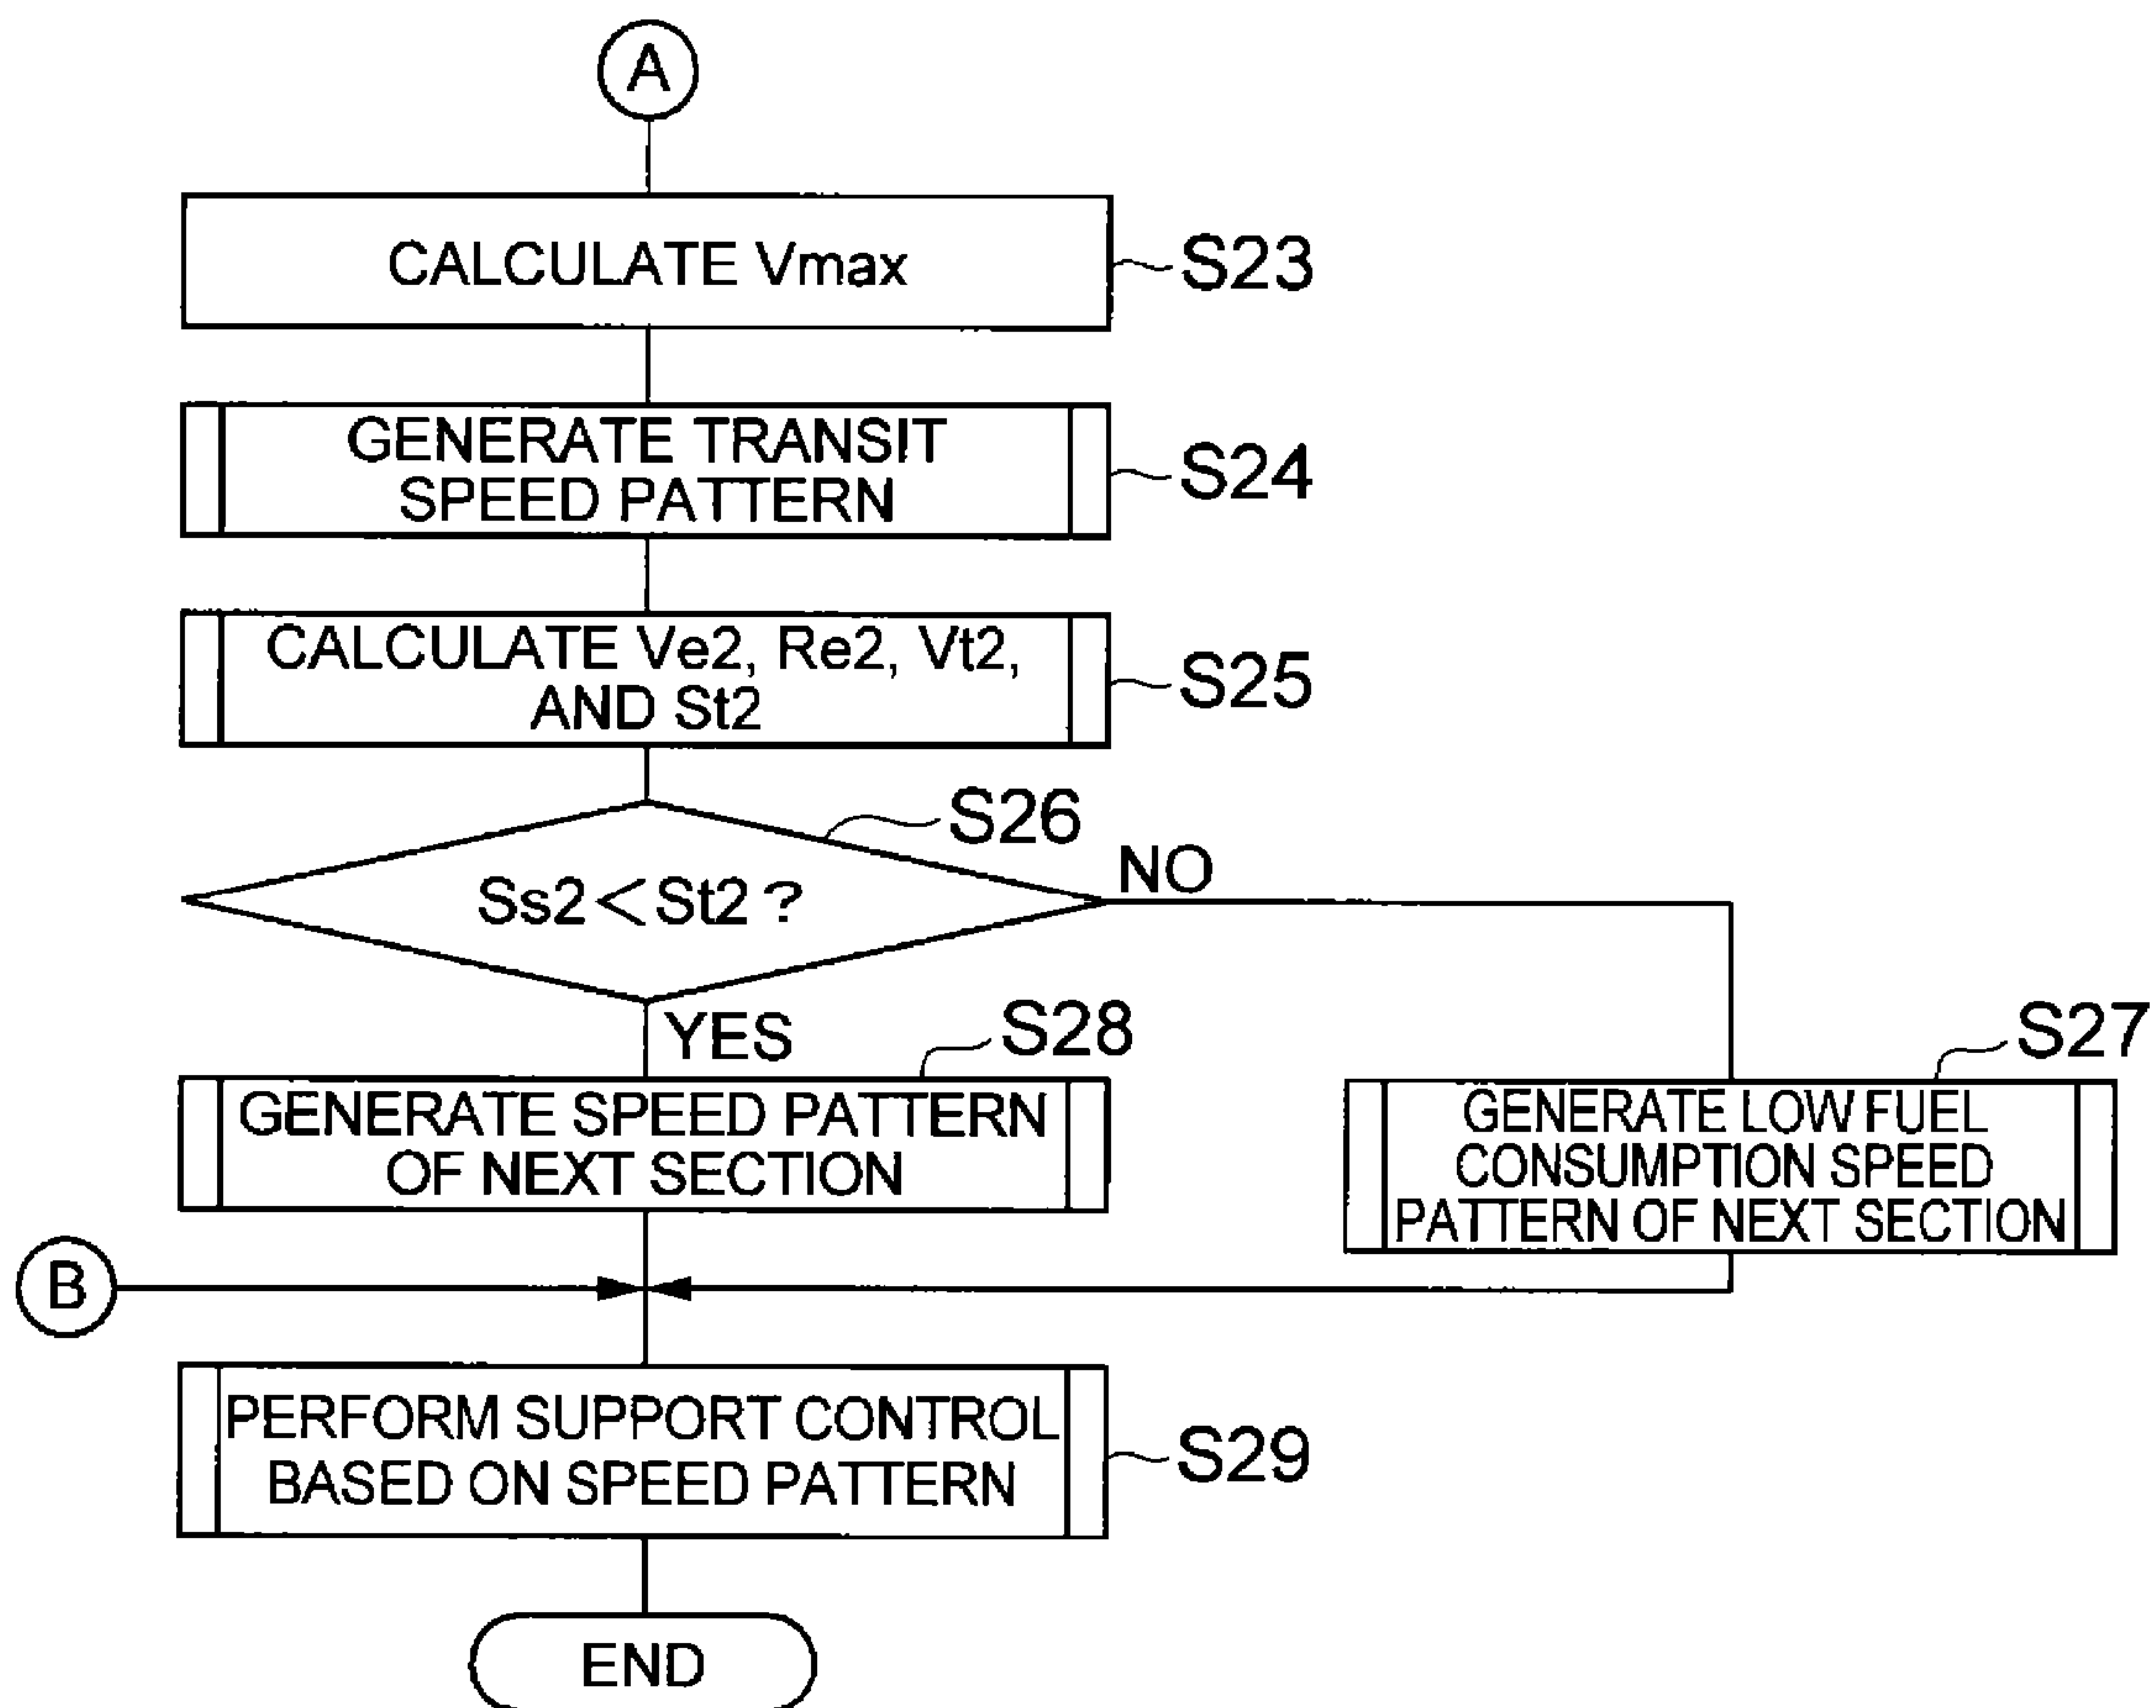 A
CALCULATE Vmax
S23
GENERATE TRANSIT
SPEED PATTERN
S24
CALCULATE Ve2, Re2, Vt2,
AND St2
S25
S26
Ss2<St2?
NO
YES
S28
GENERATE SPEED PATTERN
OF NEXT SECTION
S27
GENERATE LOW FUEL
CONSUMPTION SPEED
PATTERN OF NEXT SECTION
B
PERFORM SUPPORT CONTROL
BASED ON SPEED PATTERN
S29
END